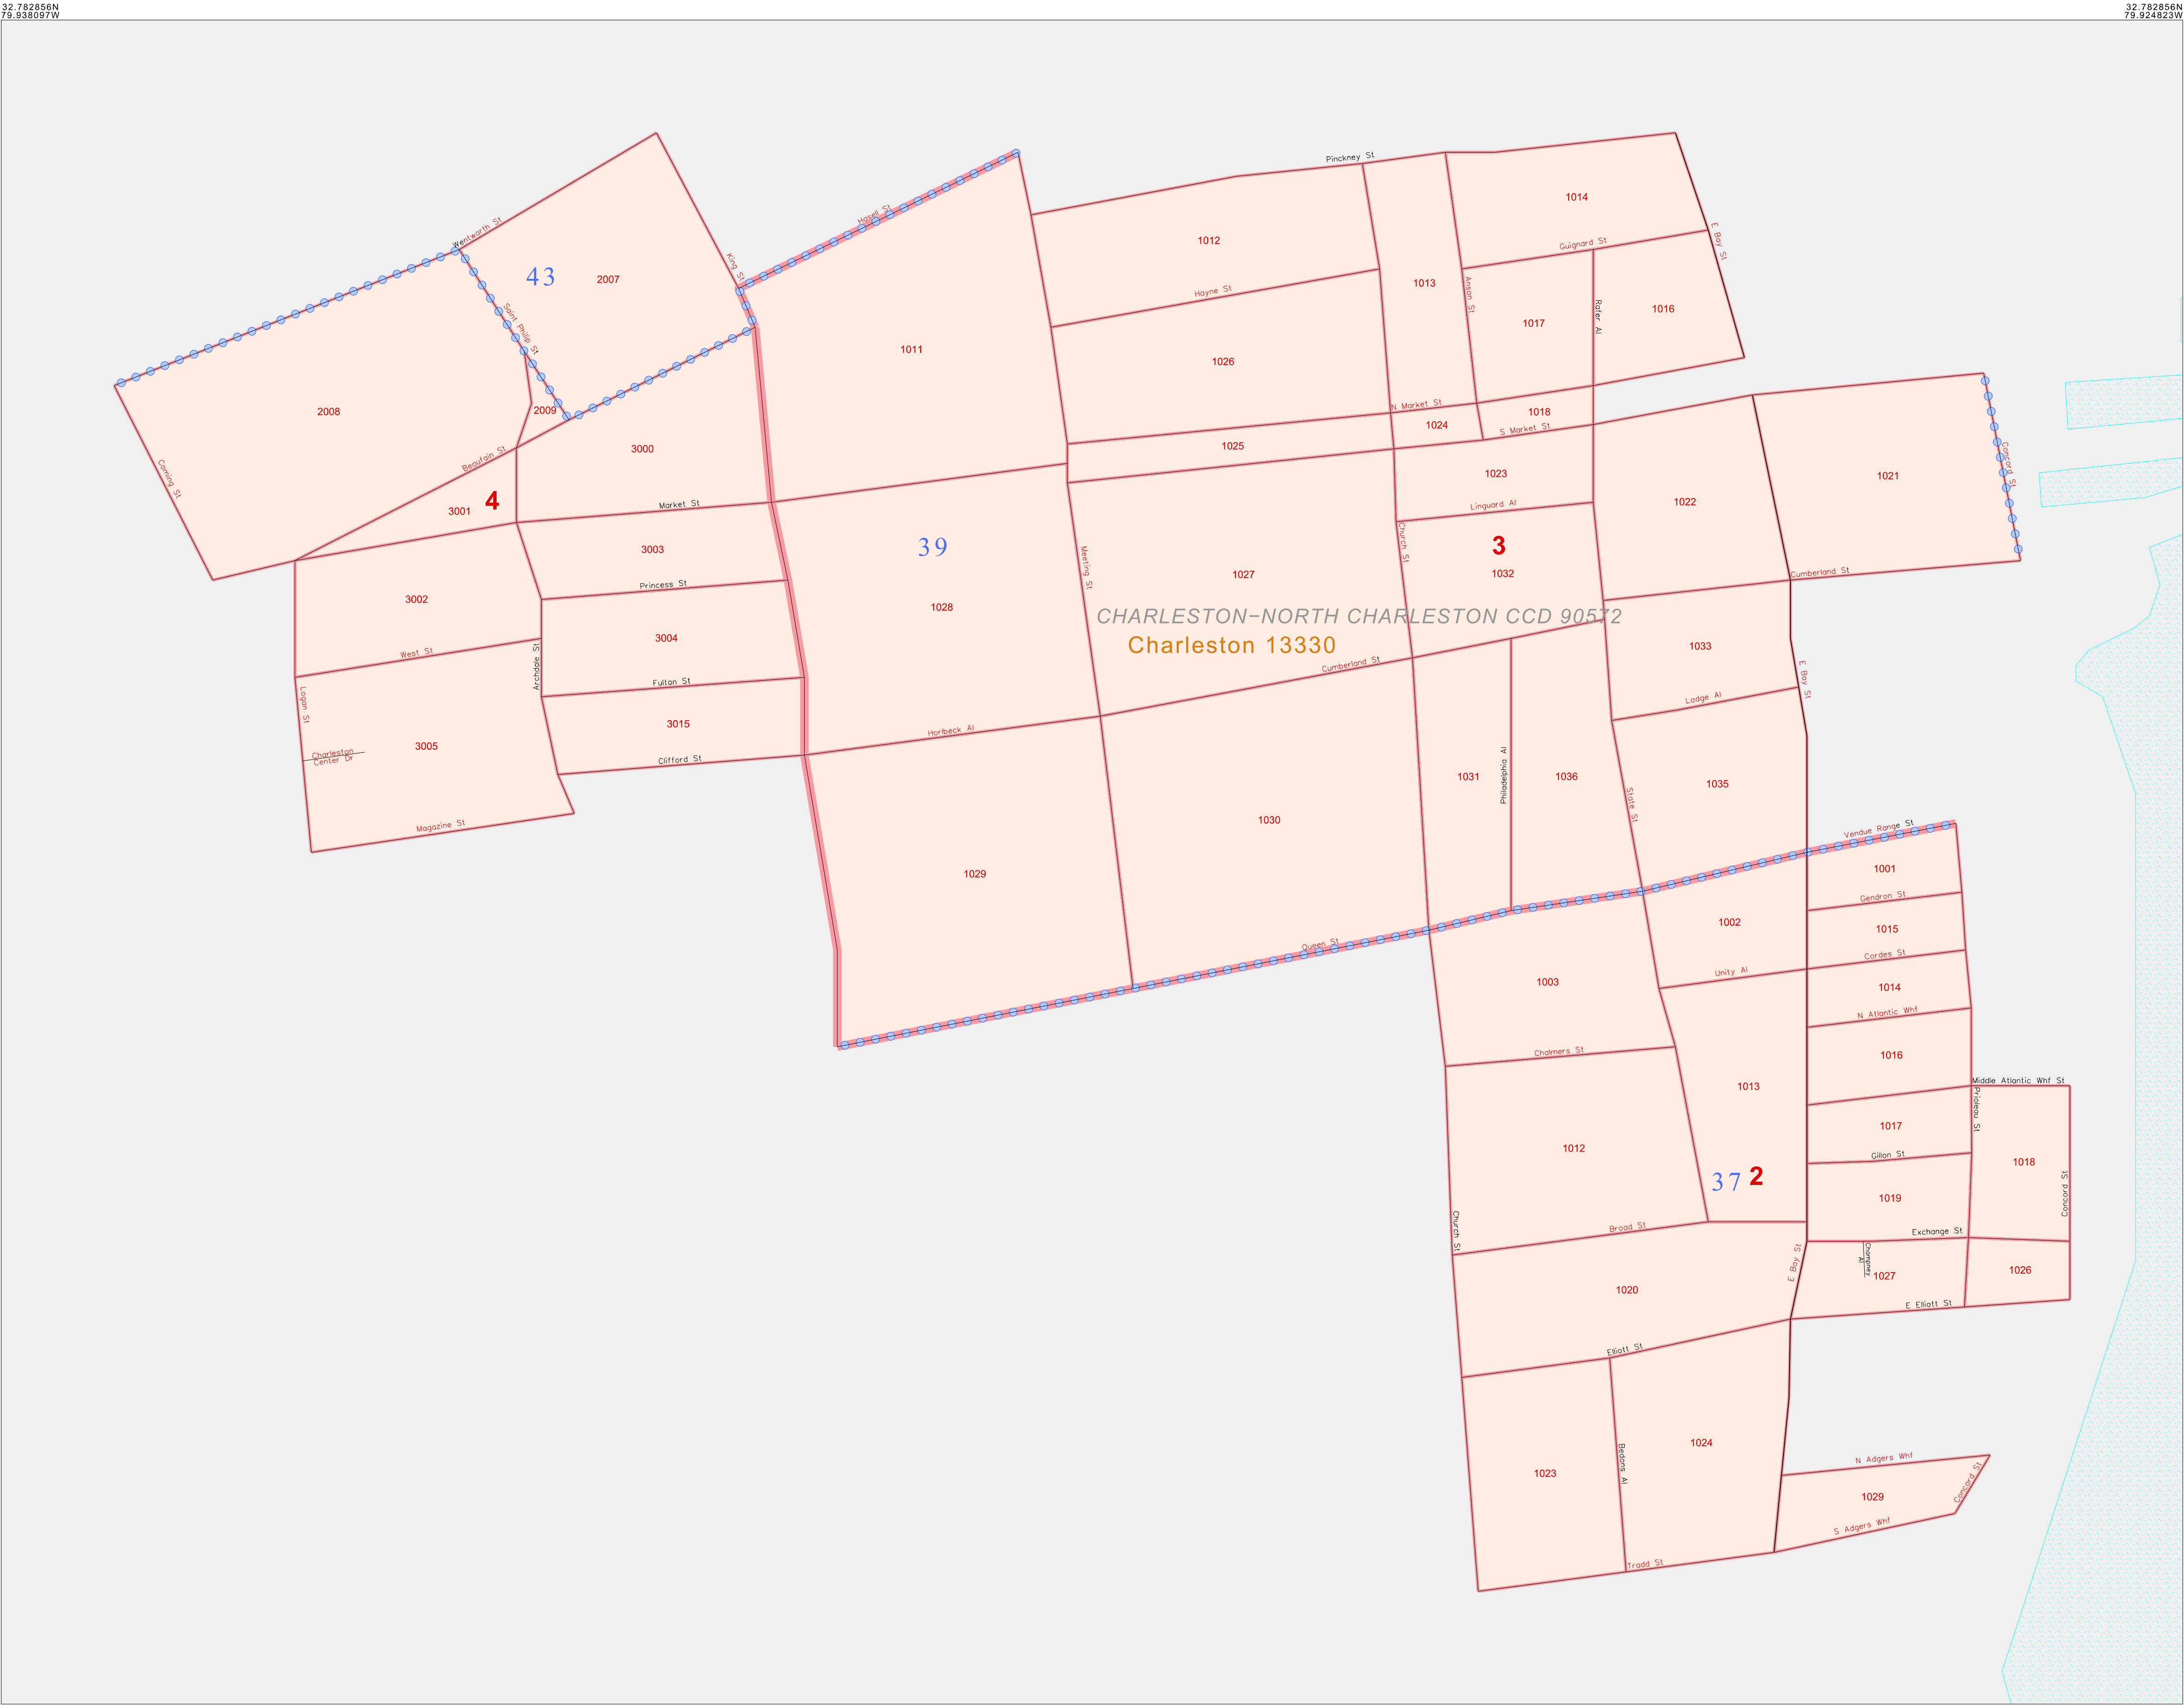 32.782856N
79.938097W
32.782856N
79.924823W
Pinckney St
Hasell St
Wentworth St
King St
E Bay St
1014
1012
Guignard St
43
2007
1013
Anson St
Hayne St
Rafer Al
1016
1017
Saint Philip St
1011
1026
2008
2009
N Market St
1018
1024
S Market St
1025
3000
Beaufain St
Coming St
1023
1021
Concord St
4
3001
Market St
Linguard Al
1022
Church St
3
39
3003
Meeting St
1027
1032
Cumberland St
Princess St
3002
1028
CHARLESTON−NORTH CHARLESTON CCD 90572
Charleston 13330
3004
West St
Archdale St
1033
Cumberland St
E Bay St
Fulton St
Logan St
Lodge Al
3015
Horlbeck Al
3005
Charleston
Center Dr
Clifford St
1031
Philadelphia Al
1036
1035
State St
Magazine St
1030
Vendue Range St
1029
1001
Gendron St
1002
1015
Queen St
Cordes St
Unity Al
1003
1014
N Atlantic Whf
Chalmers St
1016
Middle Atlantic Whf St
Prioleau St
1013
1017
1012
Gillon St
1018
37
2
1019
Concord St
Church St
Broad St
Exchange St
E Bay St
Champney
Al
1027
1026
1020
E Elliott St
Elliott St
1024
Bedons Al
1023
N Adgers Whf
Concord St
1029
S Adgers Whf
Tradd St